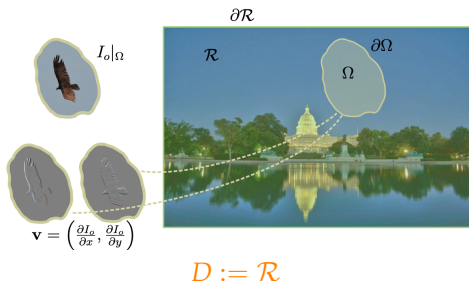 ∂ℛ
I_o|_Ω
ℛ
∂Ω
Ω
v = (∂I_o/∂x, ∂I_o/∂y)
D := ℛ